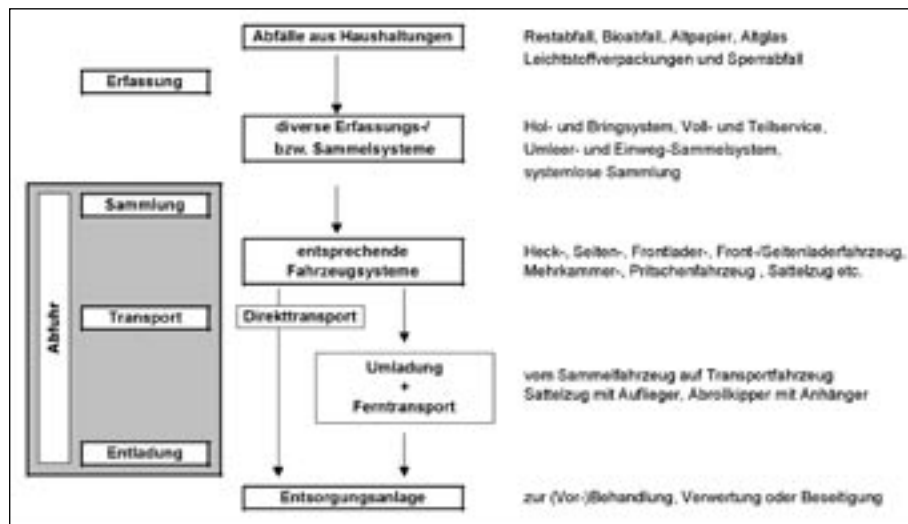 Abfälle aus Haushaltungen
Restabfall, Bioabfall, Altpapier, Altglas
Leichtstoffverpackungen und Sperrabfall
Erfassung
diverse Erfassungs-/
bzw. Sammelsysteme
Hol- und Bringsystem, Voll- und Teilservice,
Umleer- und Einweg-Sammelsystem,
systemlose Sammlung
Abfuhr
Sammlung
entsprechende
Fahrzeugsysteme
Heck-, Seiten-, Frontlader-, Front-/Seitenladerfahrzeug,
Mehrkammer-, Pritschenfahrzeug , Sattelzug etc.
Transport
Direkttransport
Umladung
+
Ferntransport
vom Sammelfahrzeug auf Transportfahrzeug
Sattelzug mit Auflieger, Abrollkipper mit Anhänger
Entladung
Entsorgungsanlage
zur (Vor-)Behandlung, Verwertung oder Beseitigung